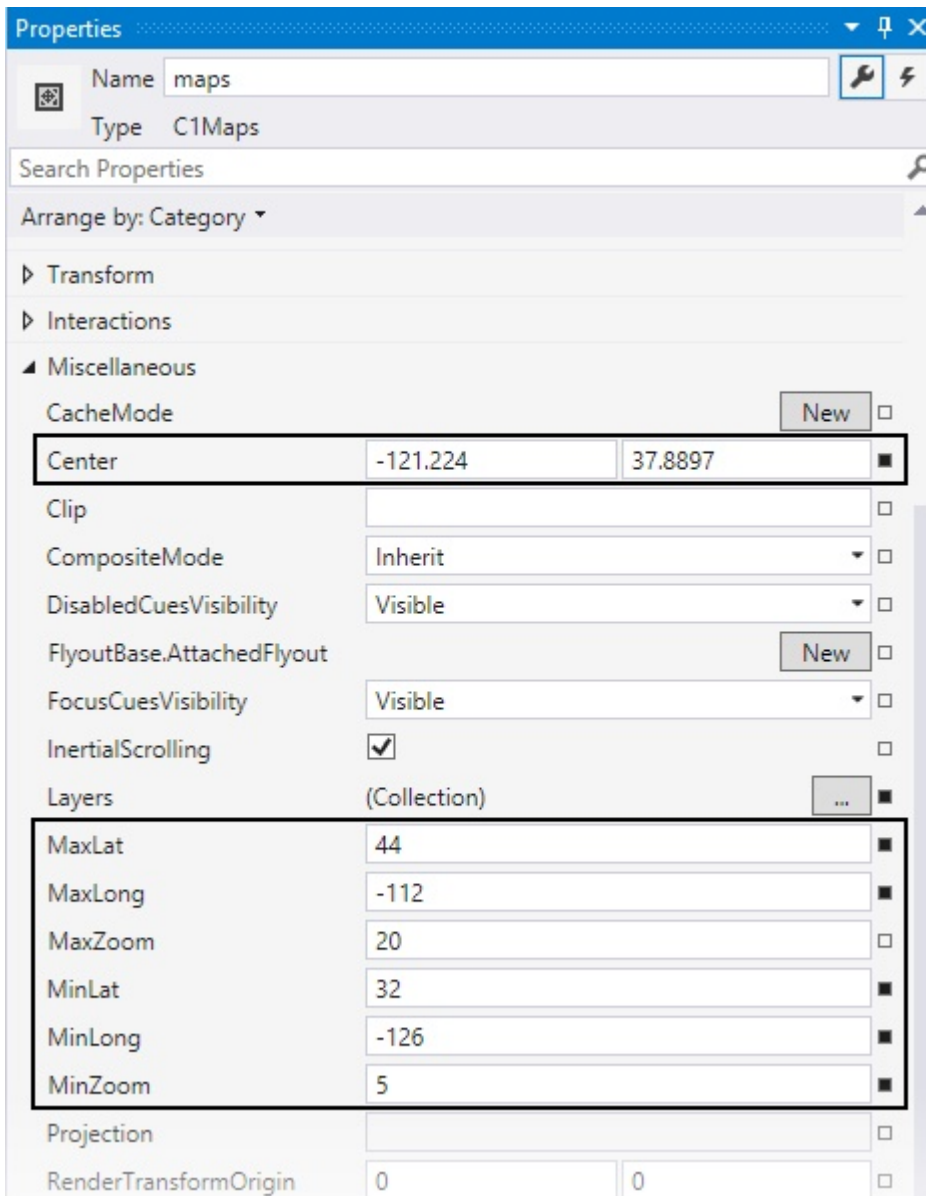 Properties
Name maps
Type C1Maps
Search Properties
Arrange by: Category
Transform
Interactions
Miscellaneous
CacheMode New
Center -121.224 37.8897
Clip
CompositeMode Inherit
DisabledCuesVisibility Visible
FlyoutBase.AttachedFlyout New
FocusCuesVisibility Visible
InertialScrolling
Layers (Collection) ...
MaxLat 44
MaxLong -112
MaxZoom 20
MinLat 32
MinLong -126
MinZoom 5
Projection
RenderTransformOrigin 0 0